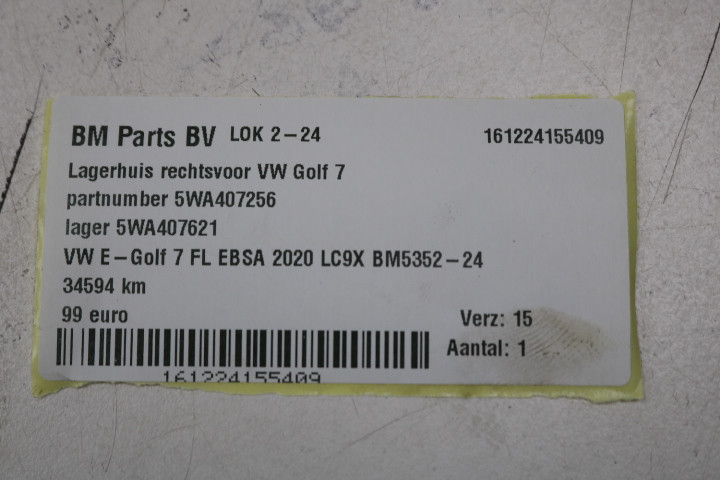 BM Parts BV LOK 2-24 161224155409
Lagerhuis rechtsvoor VW Golf 7
partnumber 5WA407256
lager 5WA407621
VW E-Golf 7 FL EBSA 2020 LC9X BM5352-24
34594 km
99 euro Verz: 15
Aantal: 1
161224155409